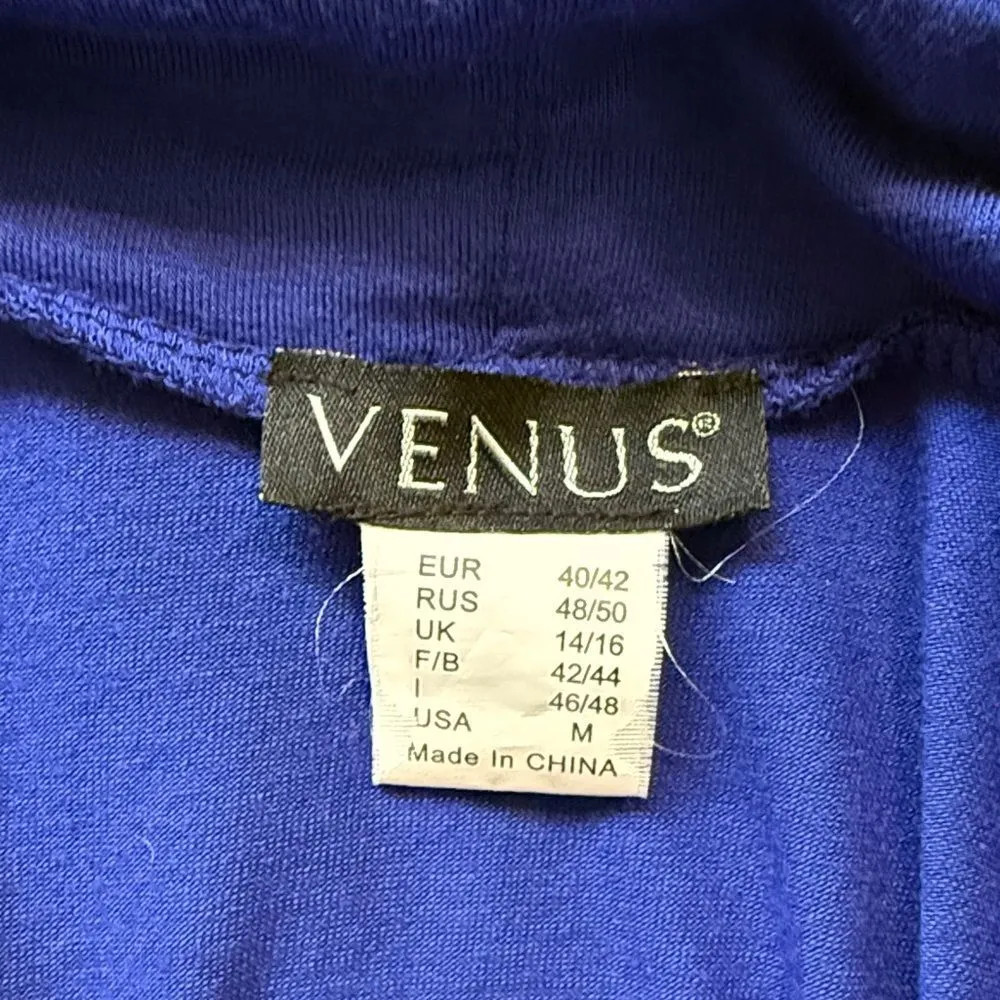 VENUS®
EUR 40/42
RUS 48/50
UK 14/16
F/B 42/44
I 46/48
USA M
Made In CHINA